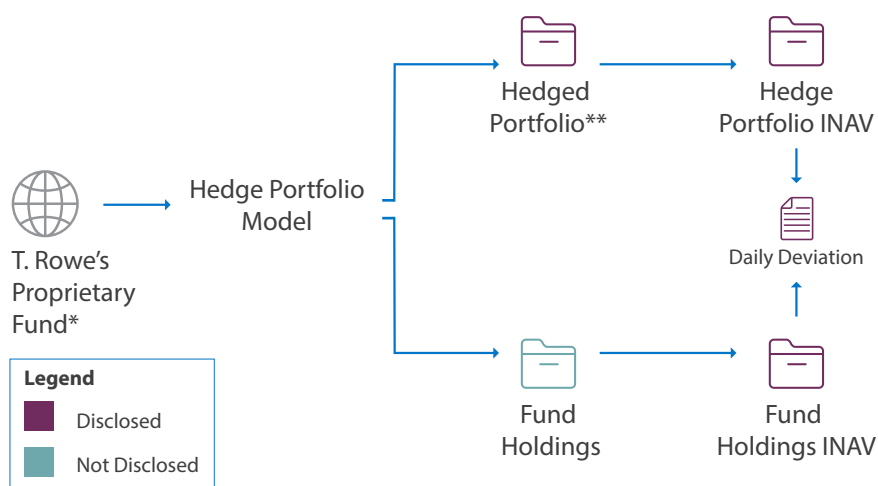 T. Rowe's
Proprietary
Fund*
Hedge Portfolio
Model
Hedged
Portfolio**
Hedge
Portfolio INAV
Daily Deviation
Fund
Holdings
Fund
Holdings INAV
Legend
Disclosed
Not Disclosed